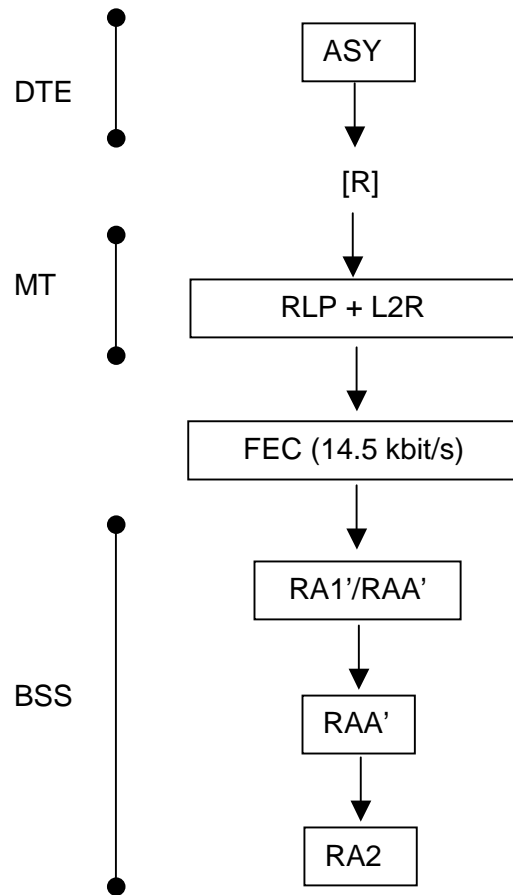 ASY
DTE
[R]
MT
RLP + L2R
FEC (14.5 kbit/s)
RA1’/RAA’
BSS
RAA’
RA2